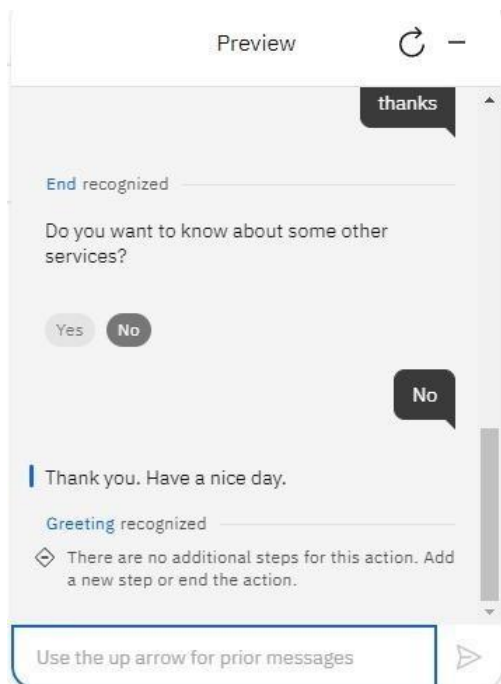 Preview
thanks
End recognized
Do you want to know about some other
services?
Yes No
No
Thank you. Have a nice day.
Greeting recognized
There are no additional steps for this action. Add
a new step or end the action.
Use the up arrow for prior messages